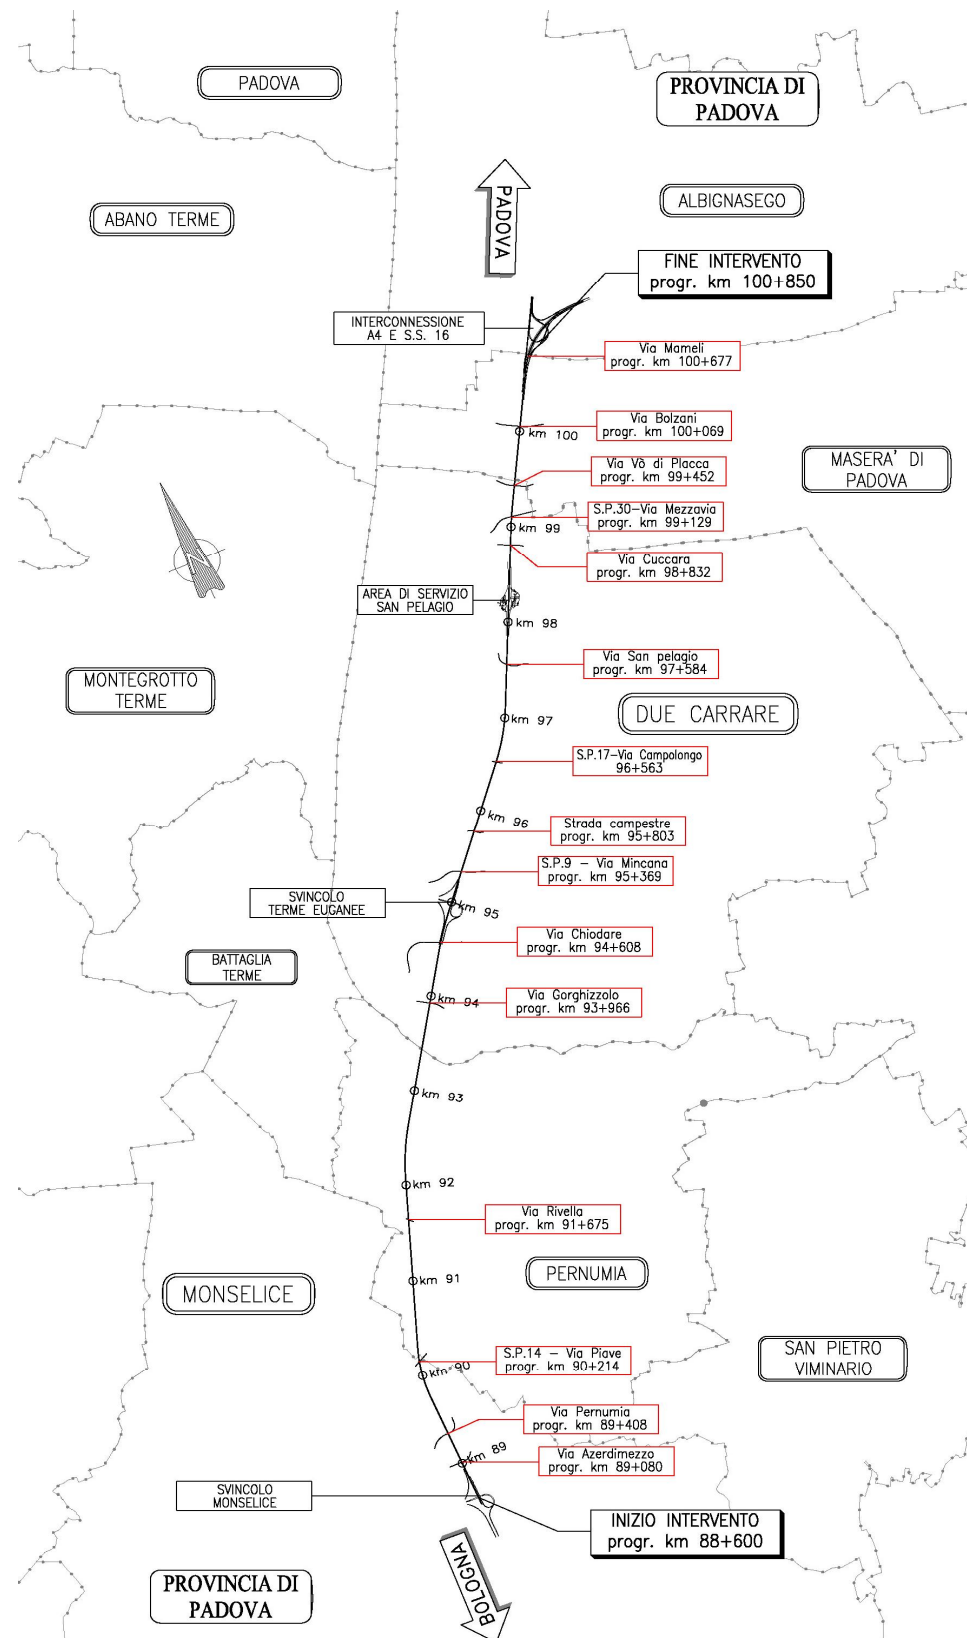 PADOVA
PROVINCIA DI
PADOVA
ABANO TERME
PADOVA
ALBIGNASEGO
FINE INTERVENTO
progr. km 100+850
INTERCONNESSIONE
A4 E S.S. 16
Via Mameli
progr. km 100+677
Via Bolzani
progr. km 100+069
km 100
MASERA' DI
PADOVA
Via Vò di Placca
progr. km 99+452
S.P.30-Via Mezzavia
progr. km 99+129
km 99
Via Cuccara
progr. km 98+832
AREA DI SERVIZIO
SAN PELAGIO
km 98
Via San pelagio
progr. km 97+584
MONTEGROTTO
TERME
DUE CARRARE
km 97
S.P.17-Via Campolongo
96+563
km 96
Strada campestre
progr. km 95+803
S.P.9 - Via Mincana
progr. km 95+369
SVINCOLO
TERME EUGANEE
km 95
Via Chiodare
progr. km 94+608
BATTAGLIA
TERME
km 94
Via Gorghizzolo
progr. km 93+966
km 93
km 92
Via Rivella
progr. km 91+675
km 91
PERNUMIA
MONSELICE
S.P.14 - Via Piave
progr. km 90+214
km 90
SAN PIETRO
VIMINARIO
Via Pernumia
progr. km 89+408
km 89
Via Azerdimezzo
progr. km 89+080
SVINCOLO
MONSELICE
INIZIO INTERVENTO
progr. km 88+600
BOLOGNA
PROVINCIA DI
PADOVA